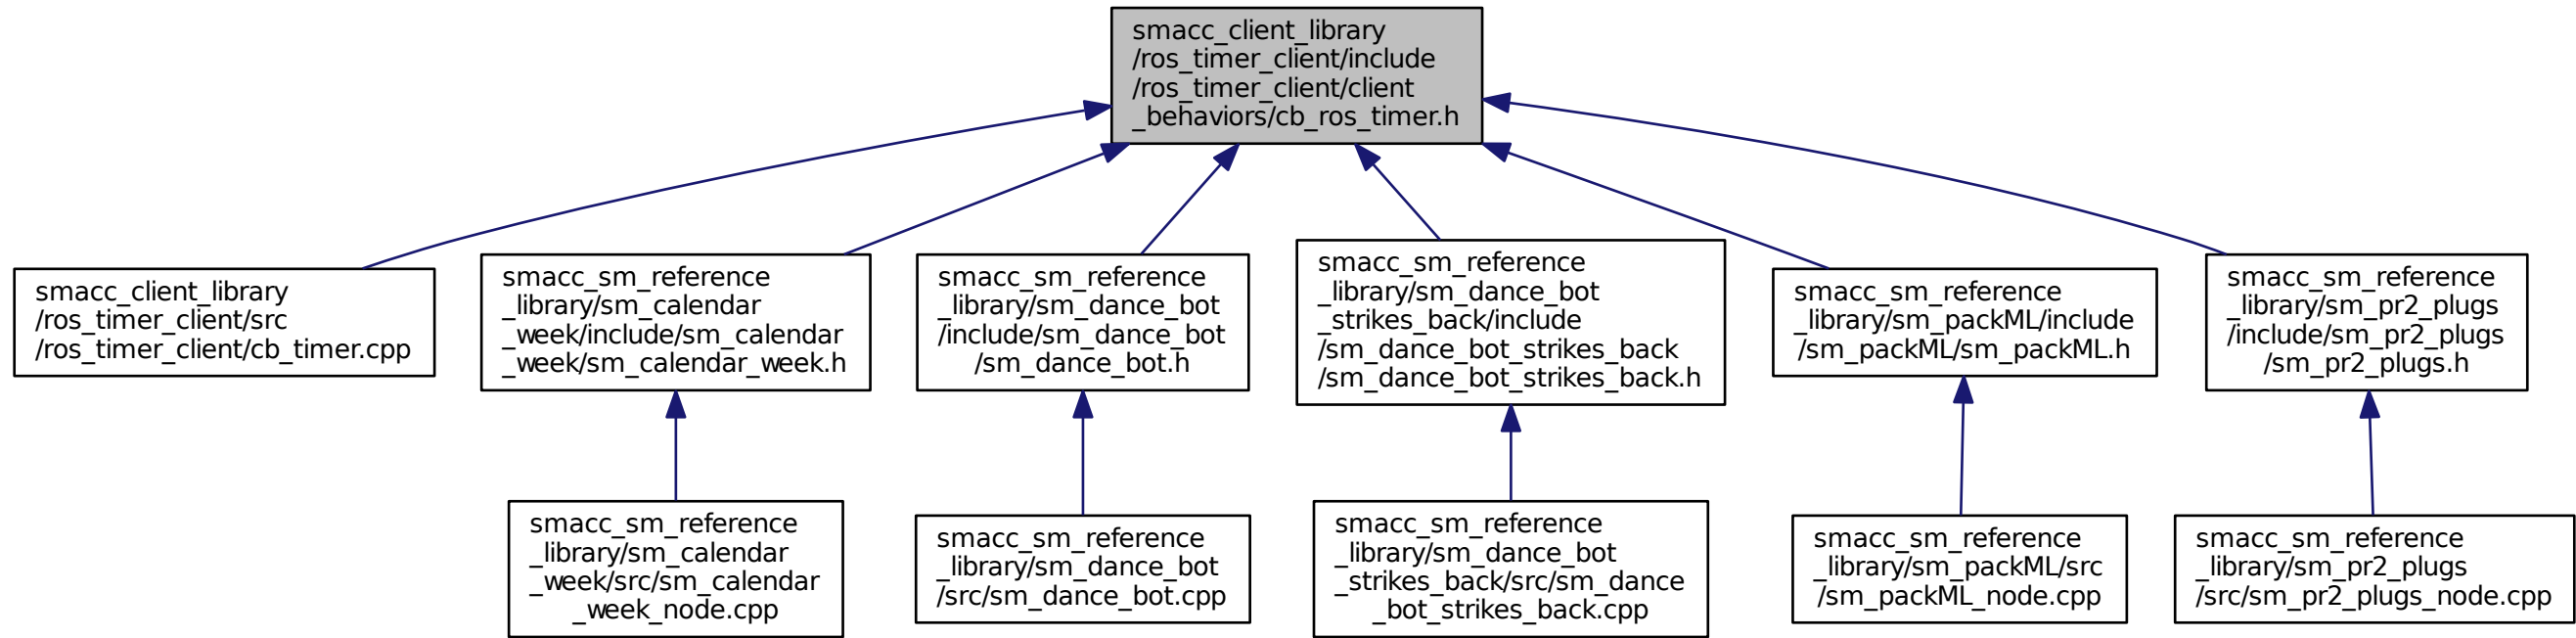 smacc_client_library
/ros_timer_client/include
/ros_timer_client/client
_behaviors/cb_ros_timer.h
smacc_client_library
/ros_timer_client/src
/ros_timer_client/cb_timer.cpp
smacc_sm_reference
_library/sm_calendar
_week/include/sm_calendar
_week/sm_calendar_week.h
smacc_sm_reference
_library/sm_dance_bot
/include/sm_dance_bot
/sm_dance_bot.h
smacc_sm_reference
_library/sm_dance_bot
_strikes_back/include
/sm_dance_bot_strikes_back
/sm_dance_bot_strikes_back.h
smacc_sm_reference
_library/sm_packML/include
/sm_packML/sm_packML.h
smacc_sm_reference
_library/sm_pr2_plugs
/include/sm_pr2_plugs
/sm_pr2_plugs.h
smacc_sm_reference
_library/sm_calendar
_week/src/sm_calendar
_week_node.cpp
smacc_sm_reference
_library/sm_dance_bot
/src/sm_dance_bot.cpp
smacc_sm_reference
_library/sm_dance_bot
_strikes_back/src/sm_dance
_bot_strikes_back.cpp
smacc_sm_reference
_library/sm_packML/src
/sm_packML_node.cpp
smacc_sm_reference
_library/sm_pr2_plugs
/src/sm_pr2_plugs_node.cpp